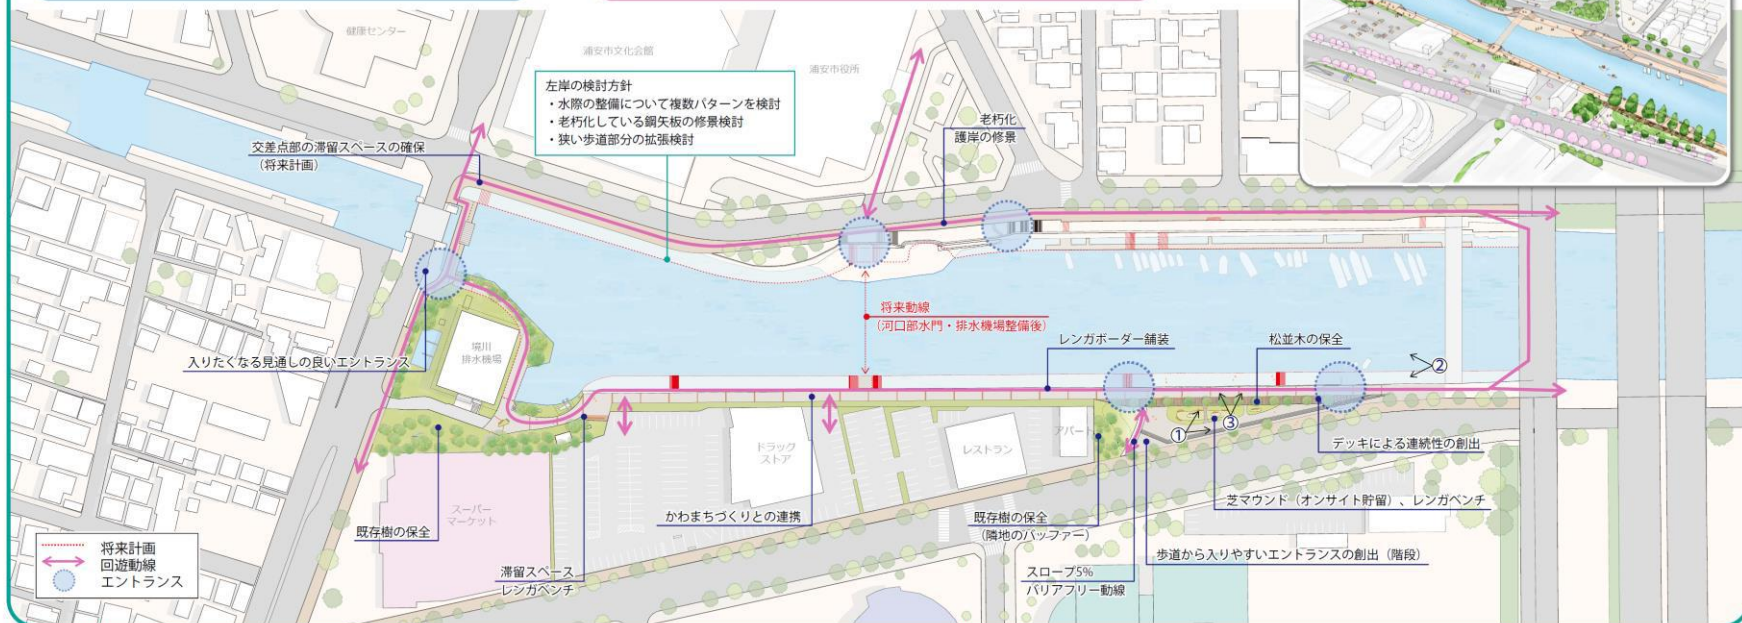 健康センター
浦安市文化会館
浦安市役所
左岸の検討方針
・水際の整備について複数パターンを検討
・老朽化している鋼矢板の修景検討
・狭い歩道部分の拡張検討
老朽化
護岸の修景
交差点部の滞留スペースの確保
(将来計画)
将来動線
(河口部水門・排水機場整備後)
レンガボーダー舗装
松並木の保全
②
入りたくなる見通しの良いエントランス
境川
排水機場
ドラッグ
ストア
レストラン
アパート
①
③
デッキによる連続性の創出
芝マウンド(オンサイト貯留)、レンガベンチ
スーパー
マーケット
既存樹の保全
かわまちづくりとの連携
既存樹の保全
(隣地のバッファー)
歩道から入りやすいエントランスの創出(階段)
滞留スペース
レンガベンチ
スロープ5%
バリアフリー動線
将来計画
回遊動線
エントランス